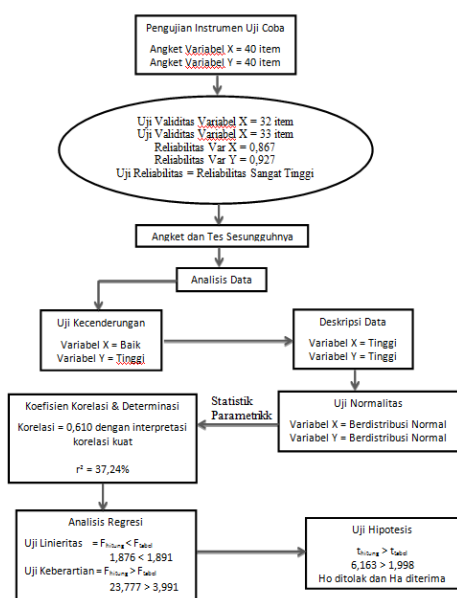 Pengujian Instrumen Uji Coba
Angket Variabel X = 40 item
Angket Variabel Y = 40 item
Uji Validitas Variabel X = 32 item
Uji Validitas Variabel X = 33 item
Reliabilitas Var X = 0,867
Reliabilitas Var Y = 0,927
Uji Reliabilitas = Reliabilitas Sangat Tinggi
Angket dan Tes Sesungguhnya
Analisis Data
Uji Kecenderungan
Variabel X = Baik
Variabel Y = Tinggi
Deskripsi Data
Variabel X = Tinggi
Variabel Y = Tinggi
Uji Normalitas
Variabel X = Berdistribusi Normal
Variabel Y = Berdistribusi Normal
Statistik
Parametrikk
Koefisien Korelasi & Determinasi
Korelasi = 0,610 dengan interpretasi
korelasi kuat
r² = 37,24%
Analisis Regresi
Uji Linieritas = Fhitung < Ftabel
1,876 < 1,891
Uji Keberartian = Fhitung > Ftabel
23,777 > 3,991
Uji Hipotesis
thitung > ttabel
6,163 > 1,998
Ho ditolak dan Ha diterima